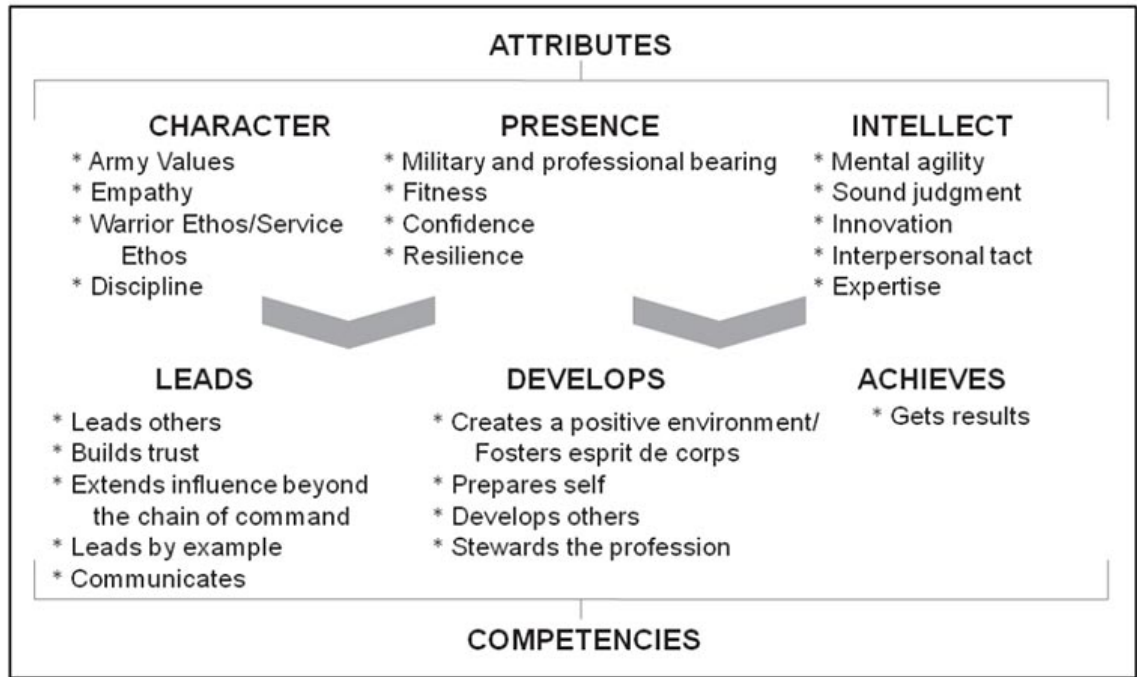 ATTRIBUTES
CHARACTER
* Army Values
* Empathy
* Warrior Ethos/Service
Ethos
* Discipline
PRESENCE
* Military and professional bearing
* Fitness
* Confidence
* Resilience
INTELLECT
* Mental agility
* Sound judgment
* Innovation
* Interpersonal tact
* Expertise
LEADS
* Leads others
* Builds trust
* Extends influence beyond
the chain of command
* Leads by example
* Communicates
DEVELOPS
* Creates a positive environment/
Fosters esprit de corps
* Prepares self
* Develops others
* Stewards the profession
ACHIEVES
* Gets results
COMPETENCIES